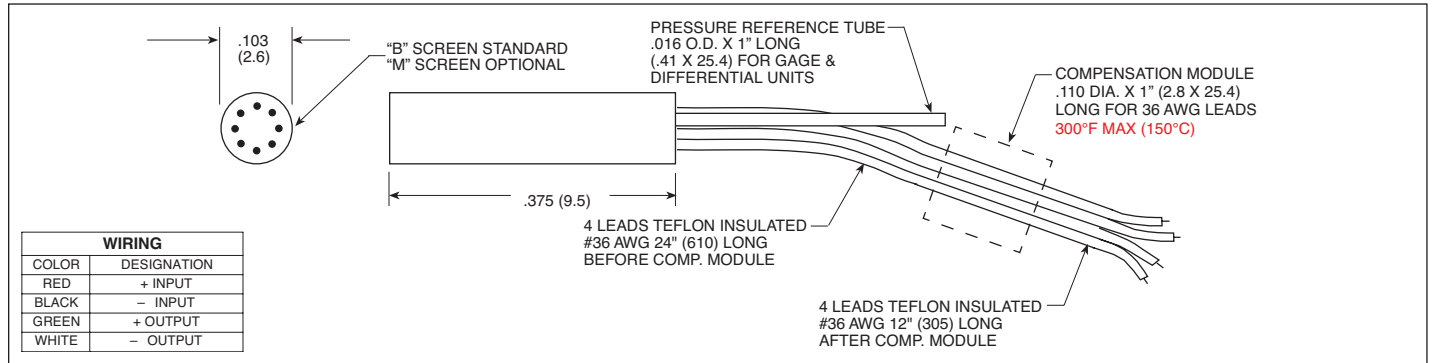 .103
(2.6)
“B” SCREEN STANDARD
“M” SCREEN OPTIONAL
PRESSURE REFERENCE TUBE
.016 O.D. X 1” LONG
(.41 X 25.4) FOR GAGE &
DIFFERENTIAL UNITS
COMPENSATION MODULE
.110 DIA. X 1” (2.8 X 25.4)
LONG FOR 36 AWG LEADS
300°F MAX (150°C)
.375 (9.5)
4 LEADS TEFLON INSULATED
#36 AWG 24" (610) LONG
BEFORE COMP. MODULE
4 LEADS TEFLON INSULATED
#36 AWG 12" (305) LONG
AFTER COMP. MODULE
WIRING
COLOR DESIGNATION
RED + INPUT
BLACK – INPUT
GREEN + OUTPUT
WHITE – OUTPUT